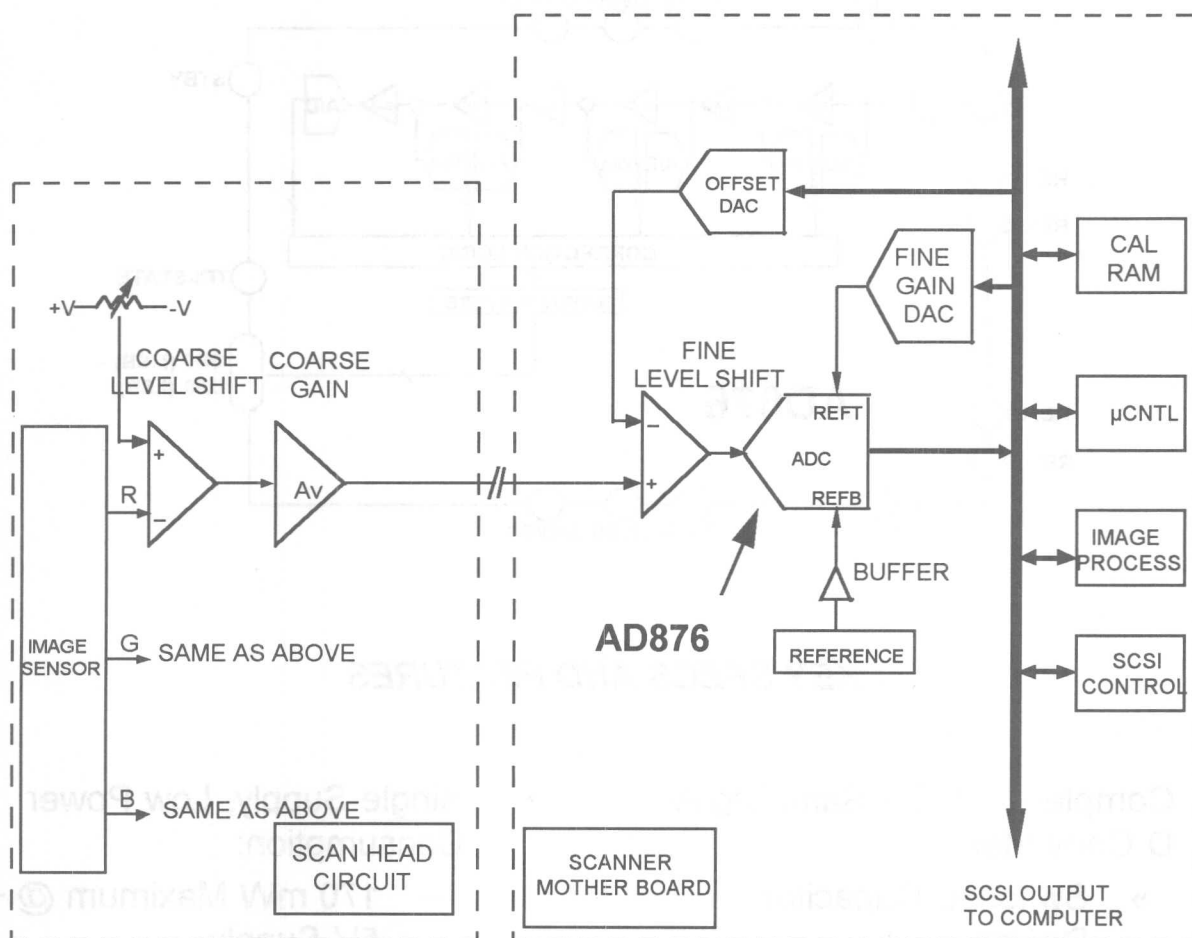 OFFSET
DAC
FINE
GAIN
DAC
CAL
RAM
+V
-V
COARSE
LEVEL SHIFT
COARSE
GAIN
FINE
LEVEL SHIFT
REFT
ADC
REFB
µCNTL
+
−
R
Av
−
+
IMAGE
PROCESS
BUFFER
AD876
REFERENCE
IMAGE
SENSOR
G
SAME AS ABOVE
SCSI
CONTROL
B
SAME AS ABOVE
SCAN HEAD
CIRCUIT
SCANNER
MOTHER BOARD
SCSI OUTPUT
TO COMPUTER